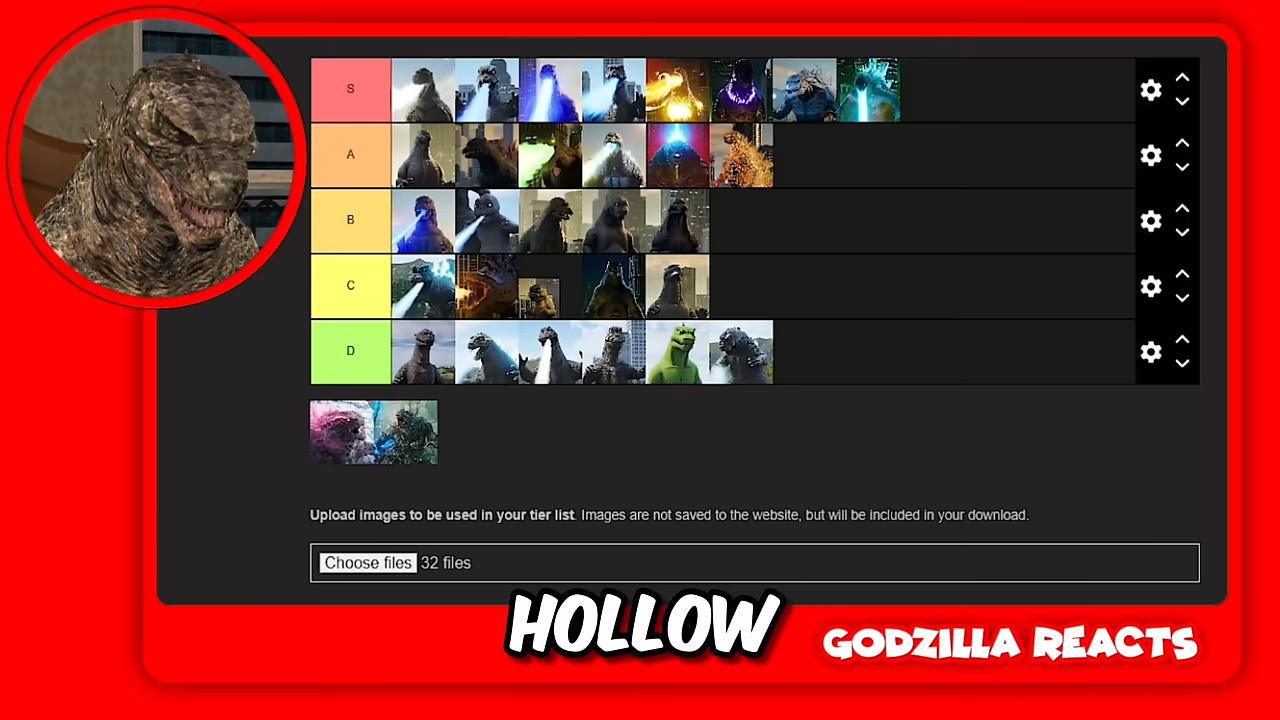 S
A
B
C
D
Upload images to be used in your tier list. Images are not saved to the website, but will be included in your download.
Choose files 32 files
HOLLOW
GODZILLA REACTS